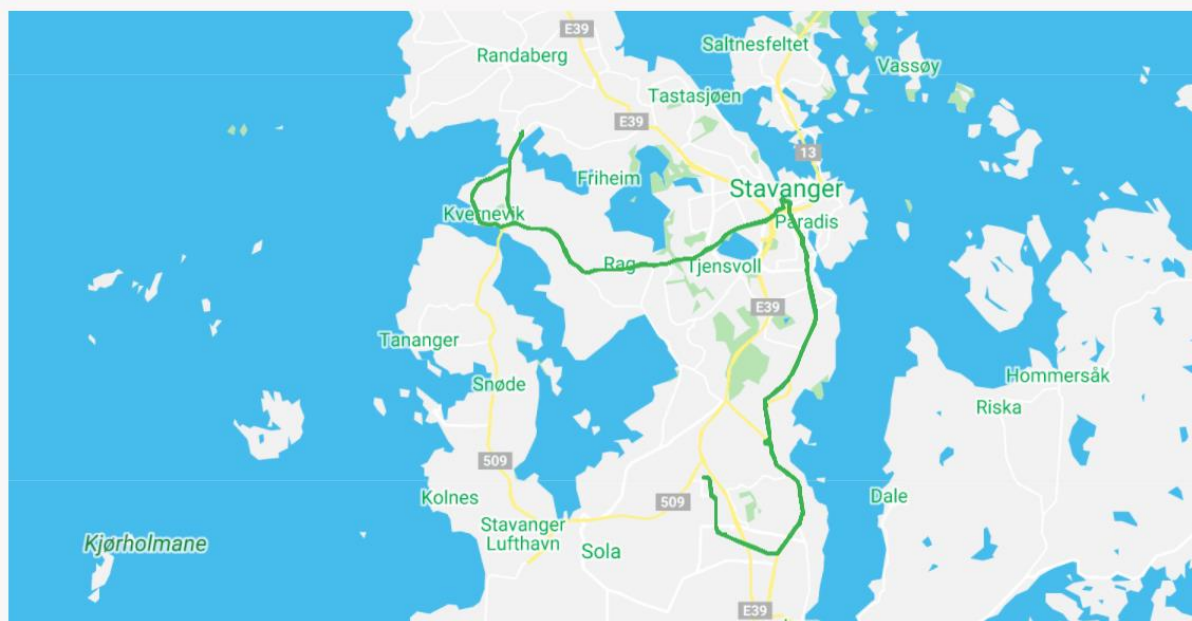 E39
Randaberg
Saltnesfeltet
Vassøy
Tastasjøen
E39
13
Friheim
Stavanger
Kvernevik
Paradis
Rag
Tjensvoll
E39
Tananger
Snøde
Hommersåk
Riska
509
Kolnes
509
Dale
Stavanger
Lufthavn
Sola
Kjørholmane
E39